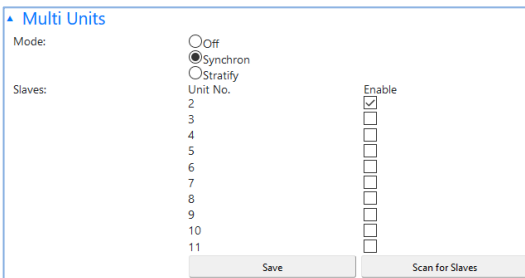 Multi Units
Mode:
Off
Synchron
Stratify
Slaves: Unit No. Enable
2
3
4
5
6
7
8
9
10
11
Save Scan for Slaves